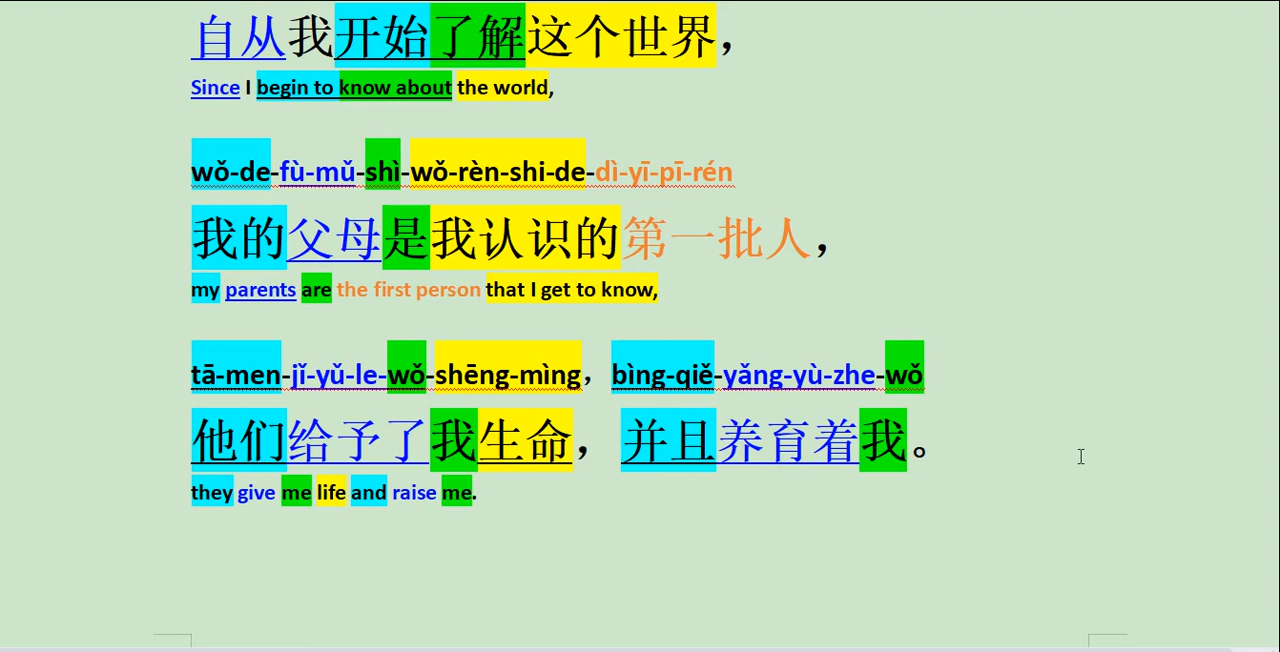 自从我开始了解这个世界，
Since I begin to know about the world,
wǒ-de-fù-mǔ-shì-wǒ-rèn-shi-de-dì-yī-pī-rén
我的父母是我认识的第一批人，
my parents are the first person that I get to know,
tā-men-jǐ-yǔ-le-wǒ-shēng-mìng，bìng-qiě-yǎng-yù-zhe-wǒ
他们给予了我生命，并且养育着我。
they give me life and raise me.